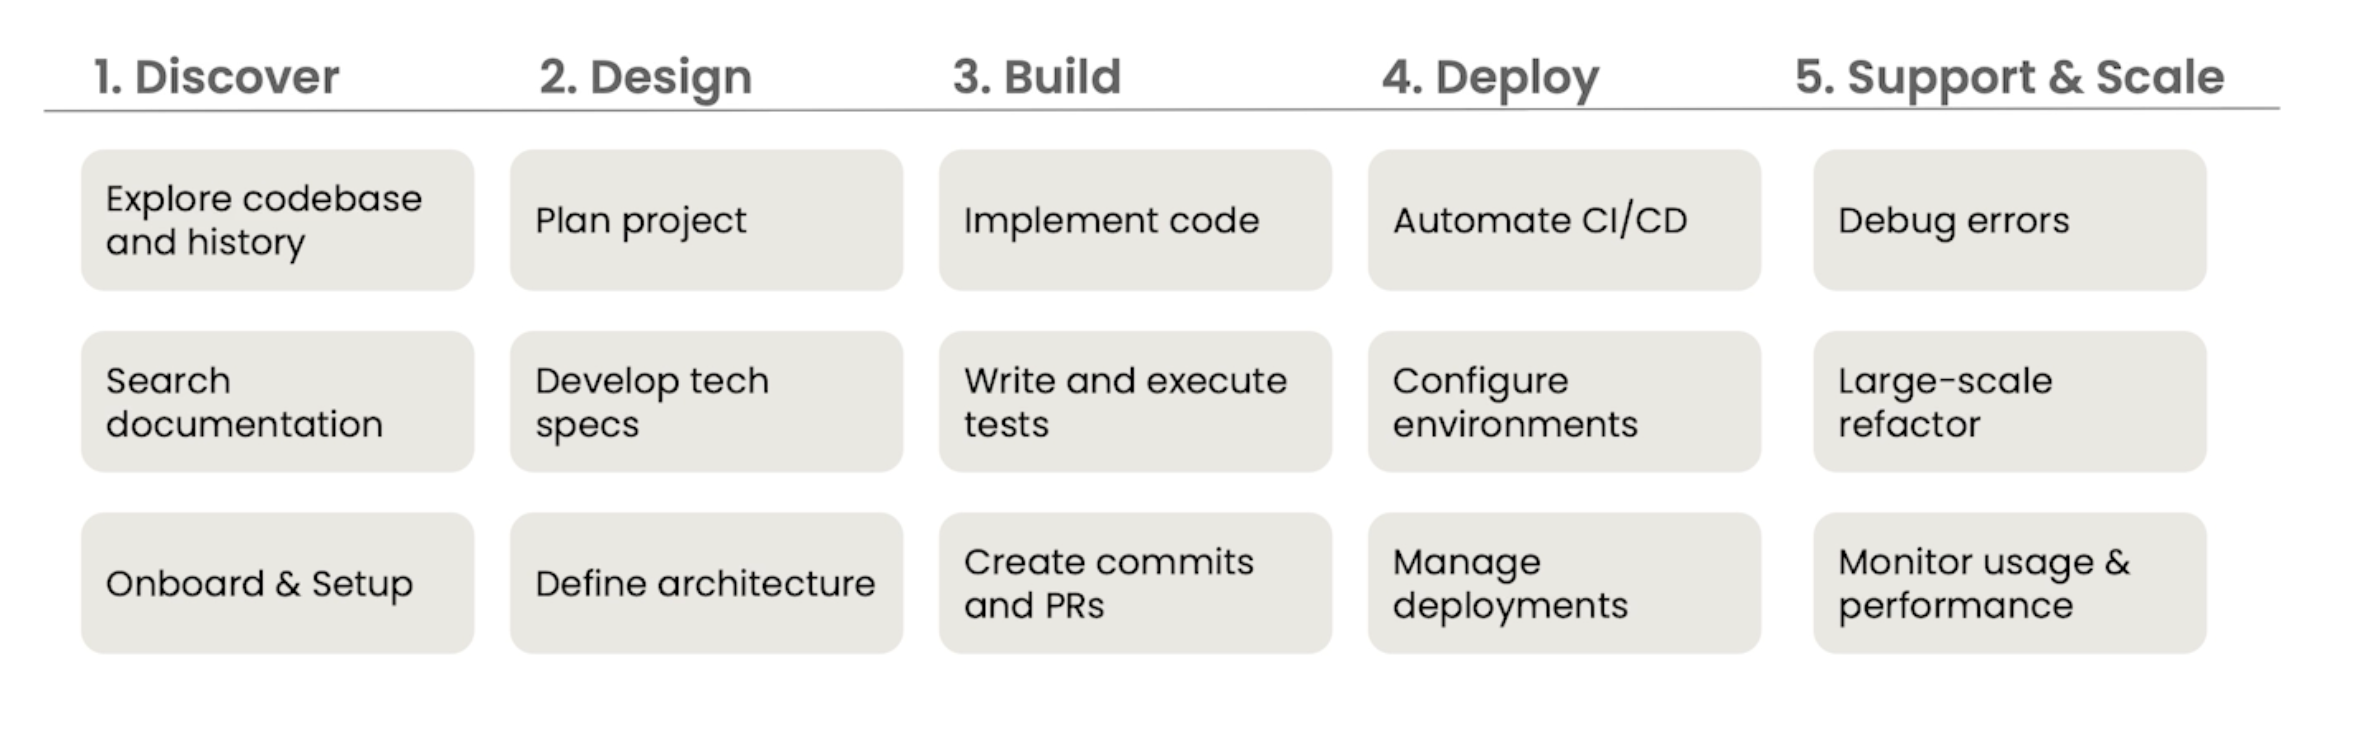 1. Discover
2. Design
3. Build
4. Deploy
5. Support & Scale
Explore codebase
and history
Plan project
Implement code
Automate CI/CD
Debug errors
Search
documentation
Develop tech
specs
Write and execute
tests
Configure
environments
Large-scale
refactor
Onboard & Setup
Define architecture
Create commits
and PRs
Manage
deployments
Monitor usage &
performance